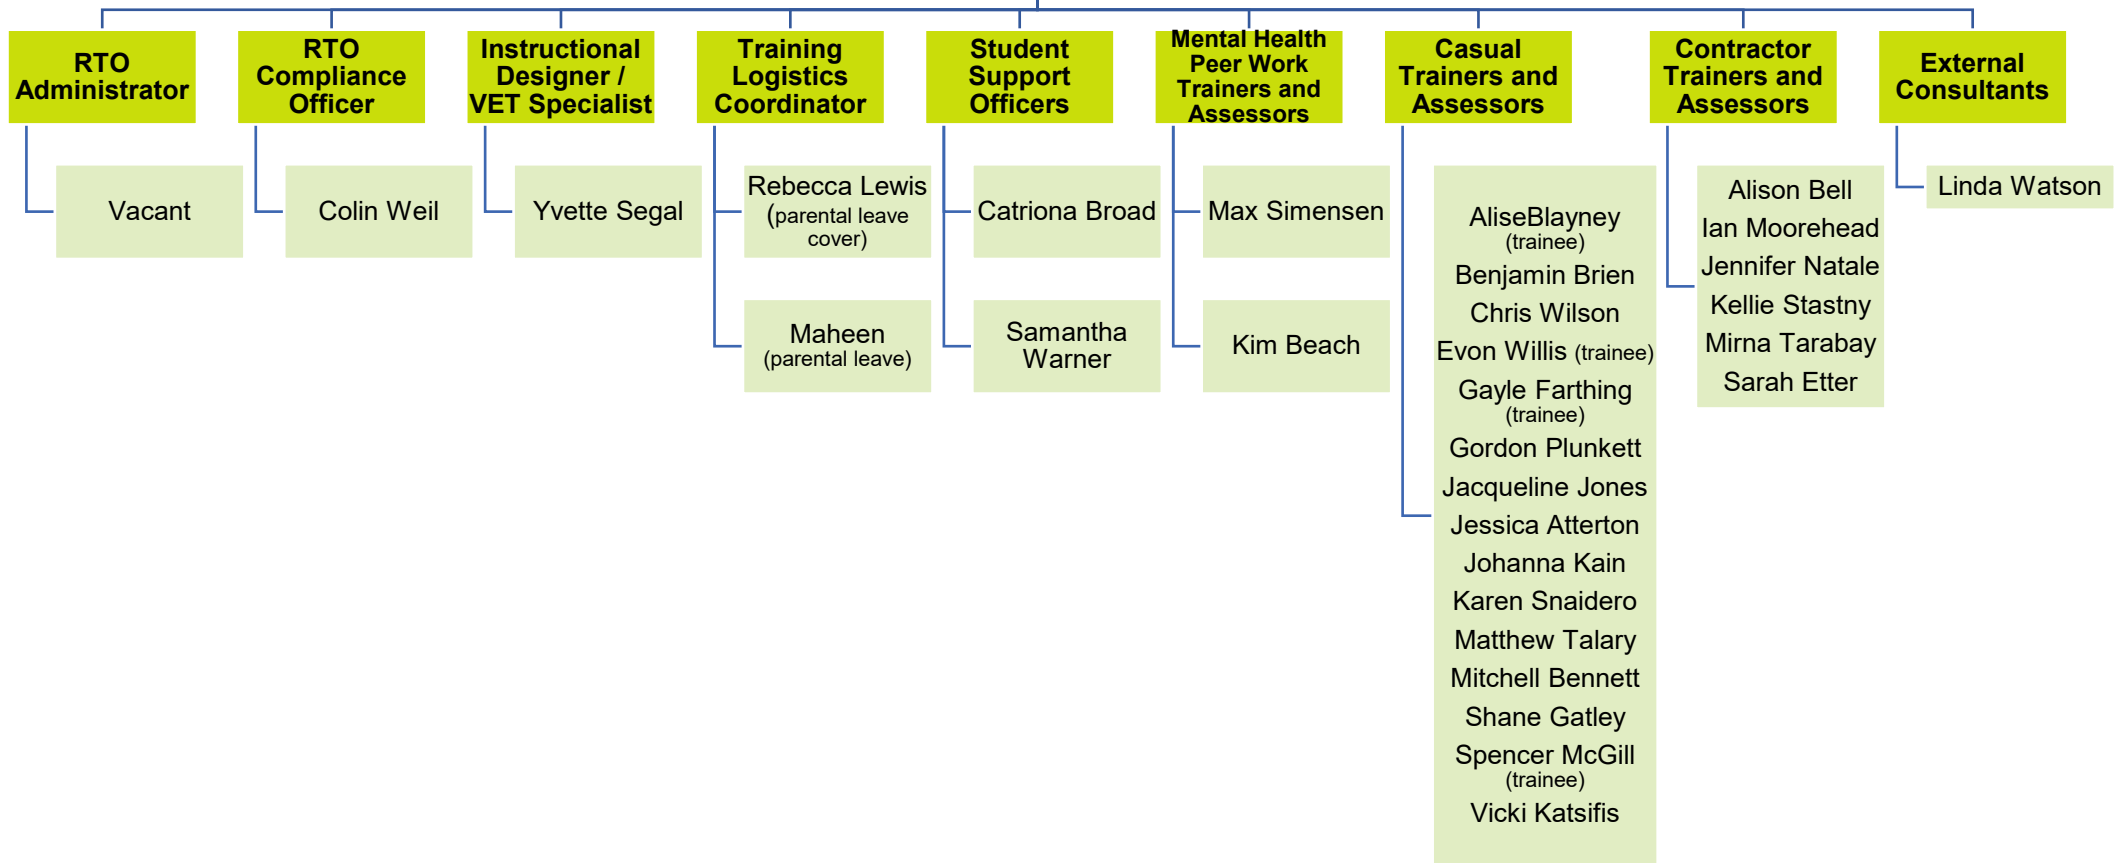 RTO
Administrator
Vacant
RTO
Compliance
Officer
Colin Weil
Instructional
Designer /
VET Specialist
Yvette Segal
Training
Logistics
Coordinator
Rebecca Lewis
(parental leave
cover)
Maheen
(parental leave)
Student
Support
Officers
Catriona Broad
Samantha
Warner
Mental Health
Peer Work
Trainers and
Assessors
Max Simensen
Kim Beach
Casual
Trainers and
Assessors
AliseBlayney
(trainee)
Benjamin Brien
Chris Wilson
Evon Willis (trainee)
Gayle Farthing
(trainee)
Gordon Plunkett
Jacqueline Jones
Jessica Atterton
Johanna Kain
Karen Snaidero
Matthew Talary
Mitchell Bennett
Shane Gatley
Spencer McGill
(trainee)
Vicki Katsifis
Contractor
Trainers and
Assessors
Alison Bell
Ian Moorehead
Jennifer Natale
Kellie Stastny
Mirna Tarabay
Sarah Etter
External
Consultants
Linda Watson